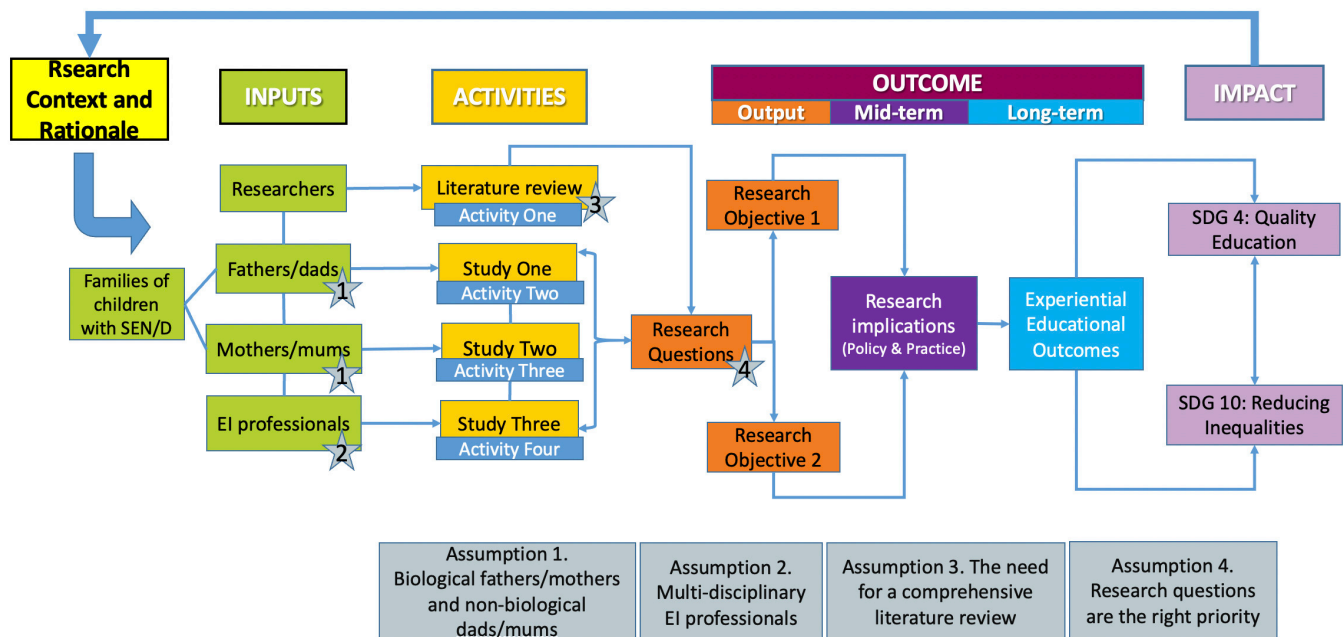 Rsearch
Context and
Rationale
INPUTS
ACTIVITIES
OUTCOME
Output
Mid-term
Long-term
IMPACT
Researchers
Literature review
3
Activity One
Families of
children
with SEN/D
Fathers/dads
1
Study One
Activity Two
Mothers/mums
1
Study Two
Activity Three
EI professionals
2
Study Three
Activity Four
Research
Questions
4
Research
Objective 1
Research
Objective 2
Research
implications
(Policy & Practice)
Experiential
Educational
Outcomes
SDG 4: Quality
Education
SDG 10: Reducing
Inequalities
Assumption 1.
Biological fathers/mothers
and non-biological
dads/mums
Assumption 2.
Multi-disciplinary
EI professionals
Assumption 3. The need
for a comprehensive
literature review
Assumption 4.
Research questions
are the right priority